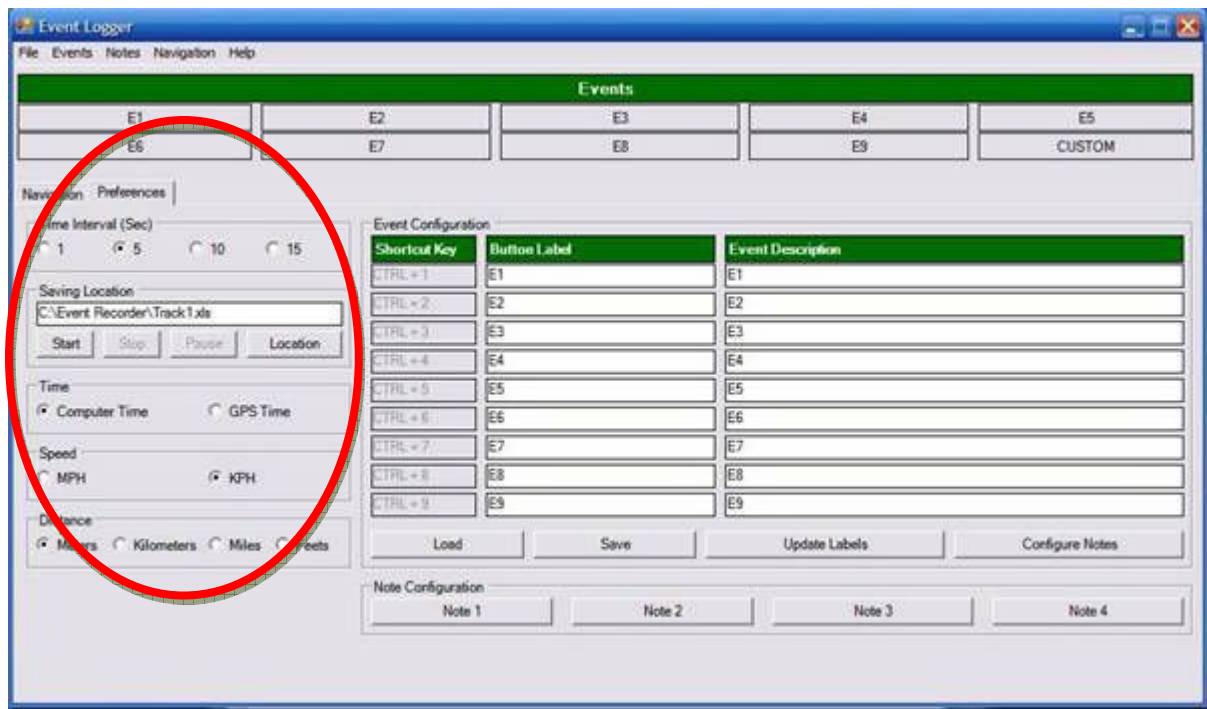 Event Logger
File Events Notes Navigation Help
Events
E1 E2 E3 E4 E5
E6 E7 E8 E9 CUSTOM
Navigation Preferences
Time Interval (Sec)
1 5 10 15
Saving Location
C:\Event Recorder\Track1.xls
Start Stop Pause Location
Time
Computer Time GPS Time
Speed
MPH KPH
Distance
Meters Kilometers Miles Feets
Event Configuration
Shortcut Key Button Label Event Description
CTRL + 1 E1 E1
CTRL + 2 E2 E2
CTRL + 3 E3 E3
CTRL + 4 E4 E4
CTRL + 5 E5 E5
CTRL + 6 E6 E6
CTRL + 7 E7 E7
CTRL + 8 E8 E8
CTRL + 9 E9 E9
Load Save Update Labels Configure Notes
Note Configuration
Note 1 Note 2 Note 3 Note 4